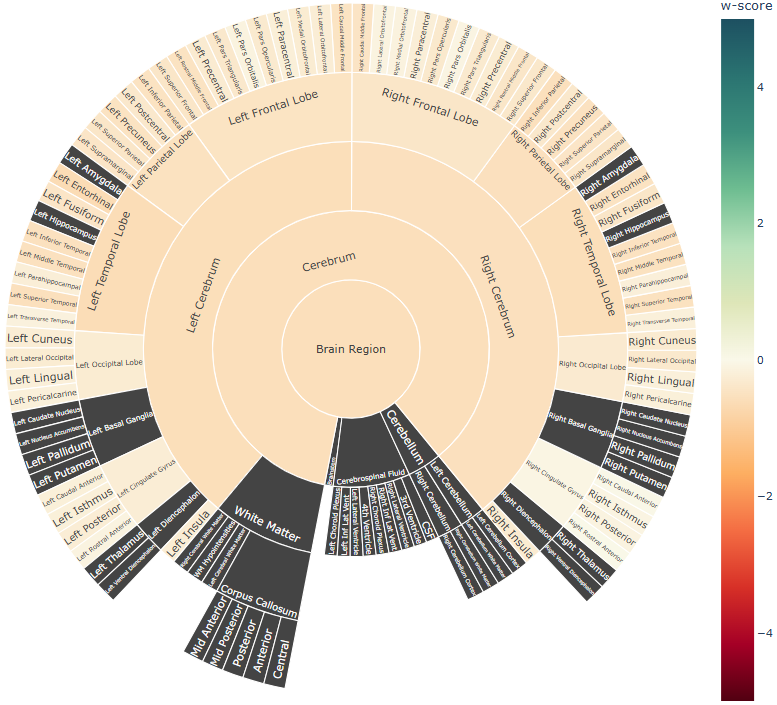 w-score
4
2
0
−2
−4
Brain Region
Cerebrum
Left Cerebrum
Right Cerebrum
Left Frontal Lobe
Right Frontal Lobe
Left Parietal Lobe
Right Parietal Lobe
Left Temporal Lobe
Right Temporal Lobe
Left Occipital Lobe
Right Occipital Lobe
Left Basal Ganglia
Right Basal Ganglia
Left Cingulate Gyrus
Right Cingulate Gyrus
Left Diencephalon
Right Diencephalon
Left Insula
Right Insula
Left Caudal Middle Frontal
Left Lateral Orbitofrontal
Left Medial Orbitofrontal
Left Paracentral
Left Pars Opercularis
Left Pars Orbitalis
Left Pars Triangularis
Left Precentral
Left Rostral Middle Frontal
Left Superior Frontal
Left Inferior Parietal
Left Postcentral
Left Precuneus
Left Superior Parietal
Left Supramarginal
Left Amygdala
Left Entorhinal
Left Fusiform
Left Hippocampus
Left Inferior Temporal
Left Middle Temporal
Left Parahippocampal
Left Superior Temporal
Left Transverse Temporal
Left Cuneus
Left Lateral Occipital
Left Lingual
Left Pericalcarine
Left Caudate Nucleus
Left Nucleus Accumbens
Left Pallidum
Left Putamen
Left Caudal Anterior
Left Isthmus
Left Posterior
Left Rostral Anterior
Left Thalamus
Left Ventral Diencephalon
Right Caudal Middle Frontal
Right Lateral Orbitofrontal
Right Medial Orbitofrontal
Right Paracentral
Right Pars Opercularis
Right Pars Orbitalis
Right Pars Triangularis
Right Precentral
Right Rostral Middle Frontal
Right Superior Frontal
Right Inferior Parietal
Right Postcentral
Right Precuneus
Right Superior Parietal
Right Supramarginal
Right Amygdala
Right Entorhinal
Right Fusiform
Right Hippocampus
Right Inferior Temporal
Right Middle Temporal
Right Parahippocampal
Right Superior Temporal
Right Transverse Temporal
Right Cuneus
Right Lateral Occipital
Right Lingual
Right Pericalcarine
Right Caudate Nucleus
Right Nucleus Accumbens
Right Pallidum
Right Putamen
Right Caudal Anterior
Right Isthmus
Right Posterior
Right Rostral Anterior
Right Thalamus
Right Ventral Diencephalon
White Matter
Right Cerebral White Matter
WM Hypointensities
Left Cerebral White Matter
Corpus Callosum
Mid Anterior
Mid Posterior
Posterior
Anterior
Central
Cerebrospinal Fluid
Left Choroid Plexus
Left Inf Lat Vent
Left Lateral Ventricle
4th Ventricle
Right Choroid Plexus
Right Inf Lat Vent
Right Lateral Ventricle
3rd Ventricle
CSF
Cerebellum
Right Cerebellum
Left Cerebellum
Right Cerebellum Cortex
Right Cerebellum White Matter
Left Cerebellum White Matter
Left Cerebellum Cortex